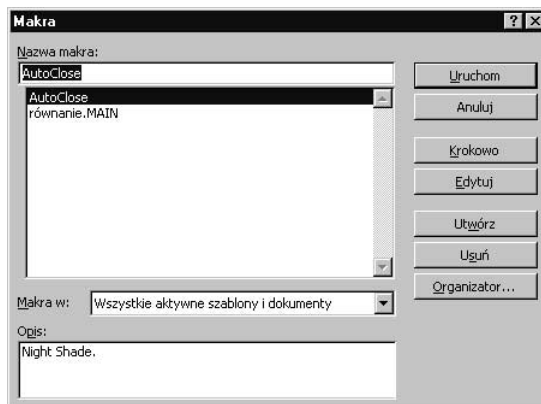 Makra
Nazwa makra:
AutoClose
AutoClose
równanie.MAIN
Uruchom
Anuluj
Krokowo
Edytuj
Utwórz
Usuń
Organizator...
Makra w:
Wszystkie aktywne szablony i dokumenty
Opis:
Night Shade.